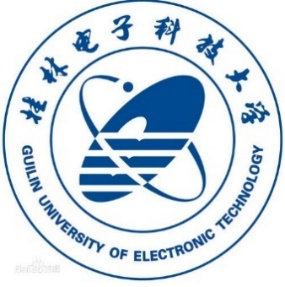 桂林电子科技大学
GUILIN UNIVERSITY OF ELECTRONIC TECHNOLOGY